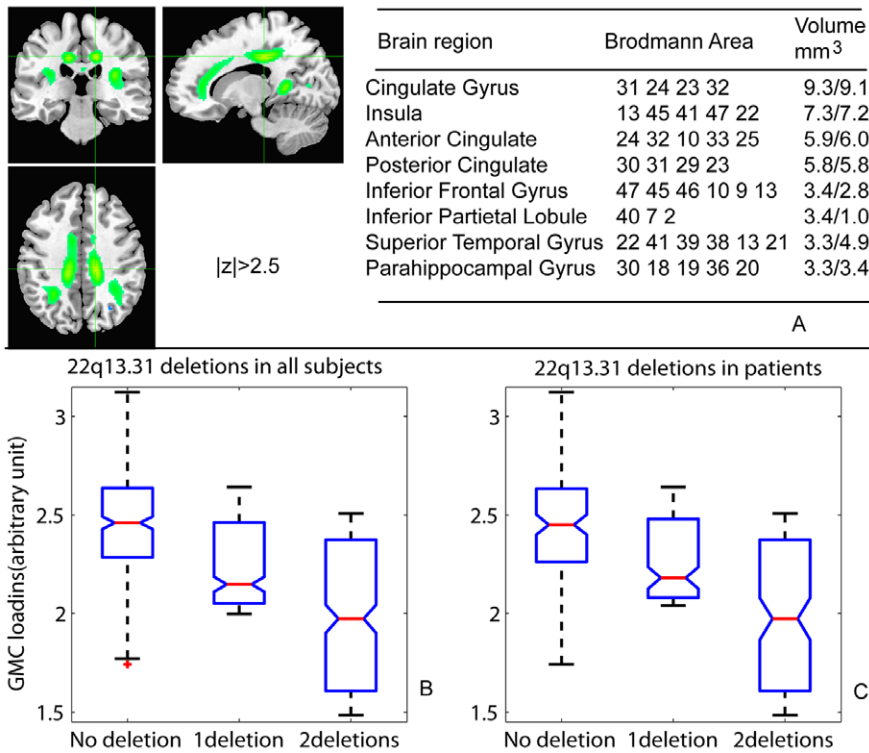 Brain region Brodmann Area Volume mm3
Cingulate Gyrus 31 24 23 32 9.3/9.1
Insula 13 45 41 47 22 7.3/7.2
Anterior Cingulate 24 32 10 33 25 5.9/6.0
Posterior Cingulate 30 31 29 23 5.8/5.8
Inferior Frontal Gyrus 47 45 46 10 9 13 3.4/2.8
Inferior Partietal Lobule 40 7 2 3.4/1.0
Superior Temporal Gyrus 22 41 39 38 13 21 3.3/4.9
Parahippocampal Gyrus 30 18 19 36 20 3.3/3.4
|z|>2.5
A
22q13.31 deletions in all subjects
GMC loadins(arbitrary unit)
3
2.5
2
1.5
No deletion 1deletion 2deletions
B
22q13.31 deletions in patients
3
2.5
2
1.5
No deletion 1deletion 2deletions
C